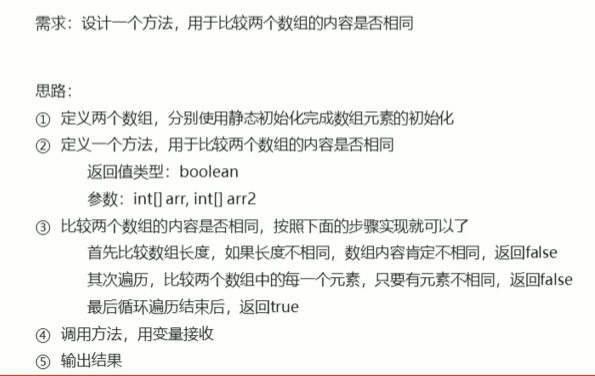 需求：设计一个方法，用于比较两个数组的内容是否相同
思路：
① 定义两个数组，分别使用静态初始化完成数组元素的初始化
② 定义一个方法，用于比较两个数组的内容是否相同
返回值类型：boolean
参数：int[] arr, int[] arr2
③ 比较两个数组的内容是否相同，按照下面的步骤实现就可以了
首先比较数组长度，如果长度不相同，数组内容肯定不相同，返回false
其次遍历，比较两个数组中的每一个元素，只要有元素不相同，返回false
最后循环遍历结束后，返回true
④ 调用方法，用变量接收
⑤ 输出结果